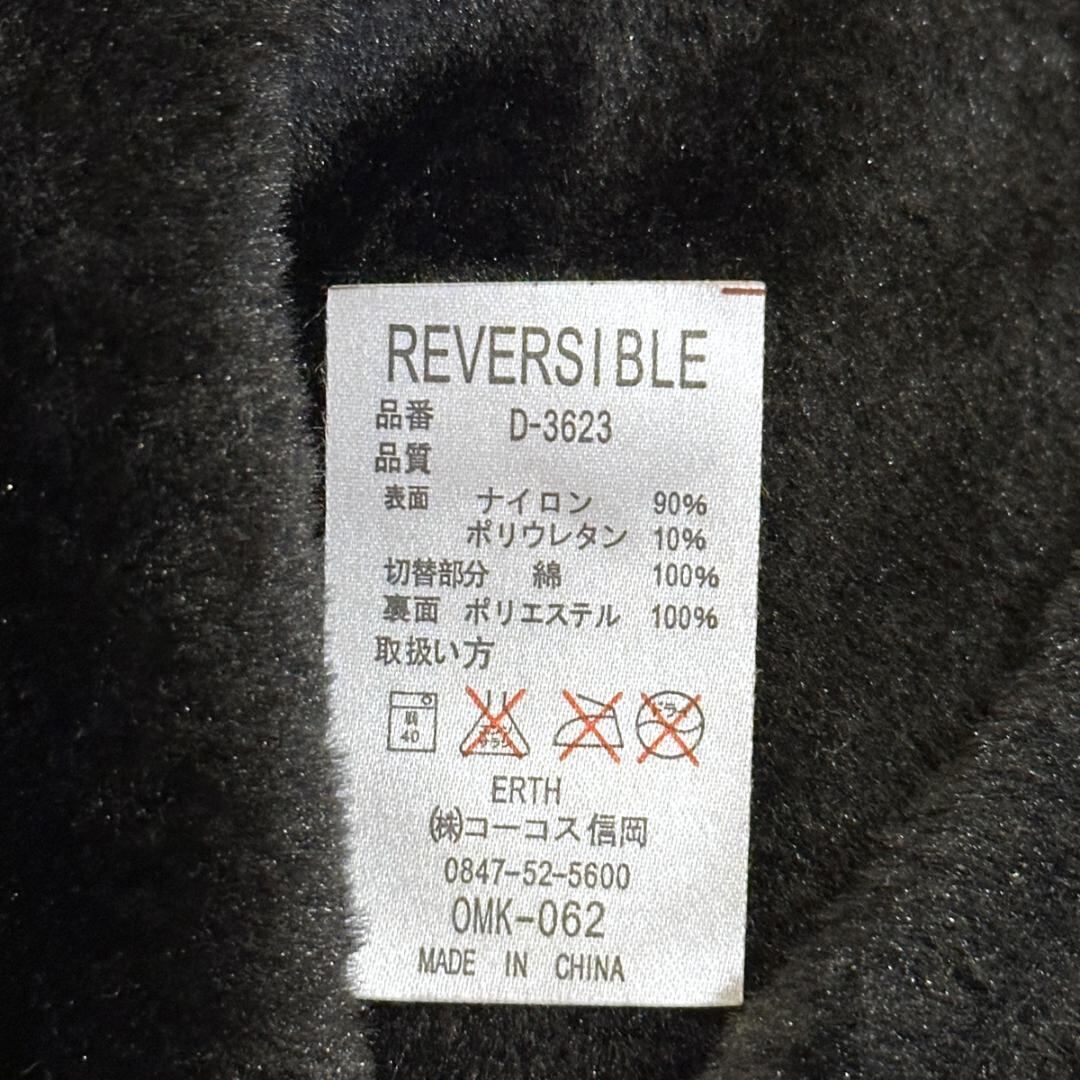 REVERSIBLE
品番 D-3623
品質
表面 ナイロン 90%
ポリウレタン 10%
切替部分 綿 100%
裏面 ポリエステル 100%
取扱い方
40
ERTH
㈱コーコス信岡
0847-52-5600
OMK-062
MADE IN CHINA